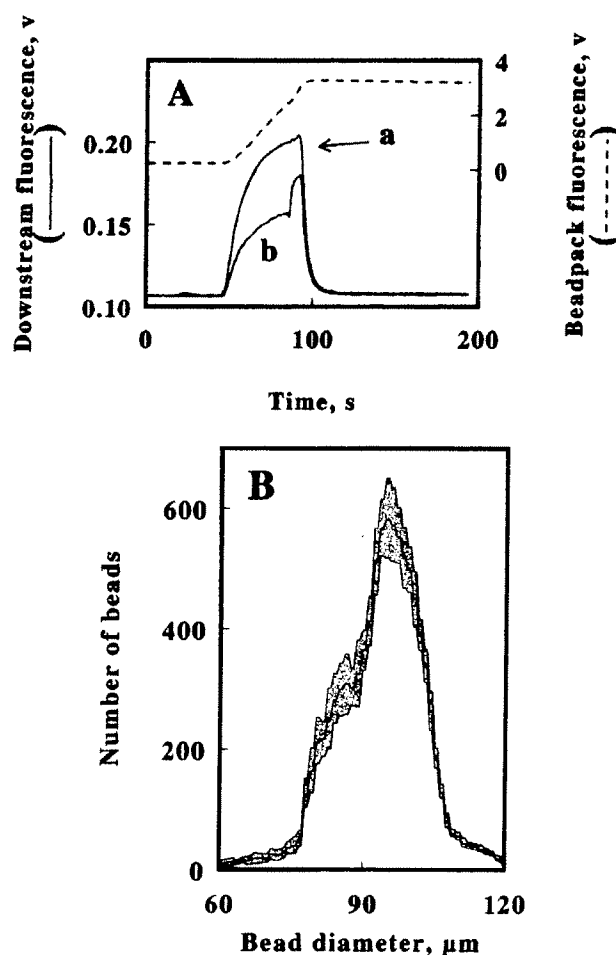 Downstream fluorescence, v
( )
A
a
b
0.20
0.15
0.10
4
2
0
0
100
200
Time, s
Beadpack fluorescence, v
( )
B
Number of beads
600
400
200
0
60
90
120
Bead diameter, µm